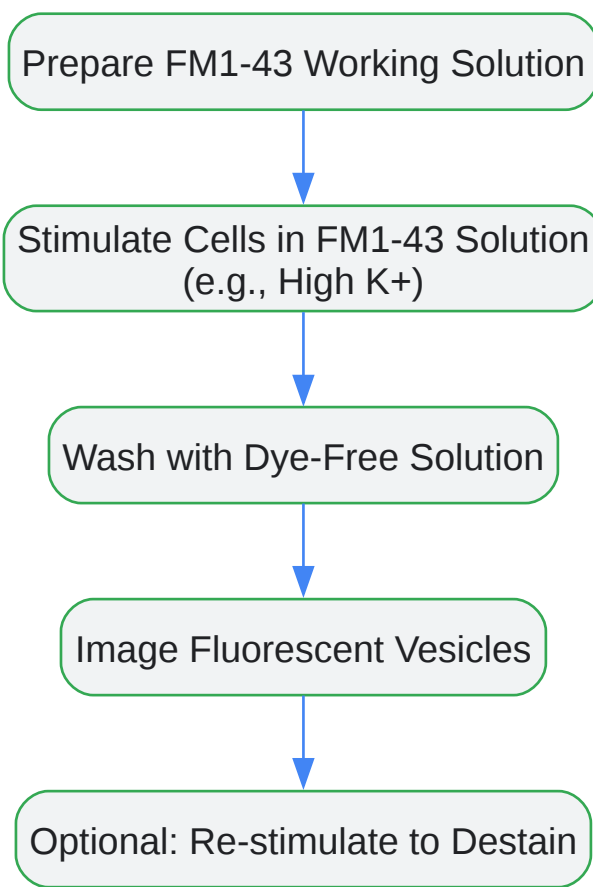 Prepare FM1-43 Working Solution
Stimulate Cells in FM1-43 Solution
(e.g., High K+)
Wash with Dye-Free Solution
Image Fluorescent Vesicles
Optional: Re-stimulate to Destain